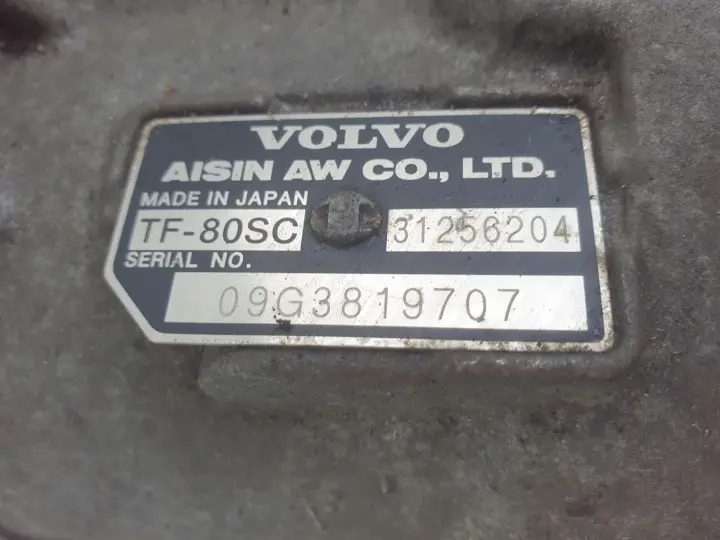 VOLVO
AISIN AW CO., LTD.
MADE IN JAPAN
TF-80SC 31256204
SERIAL NO.
09G3819707